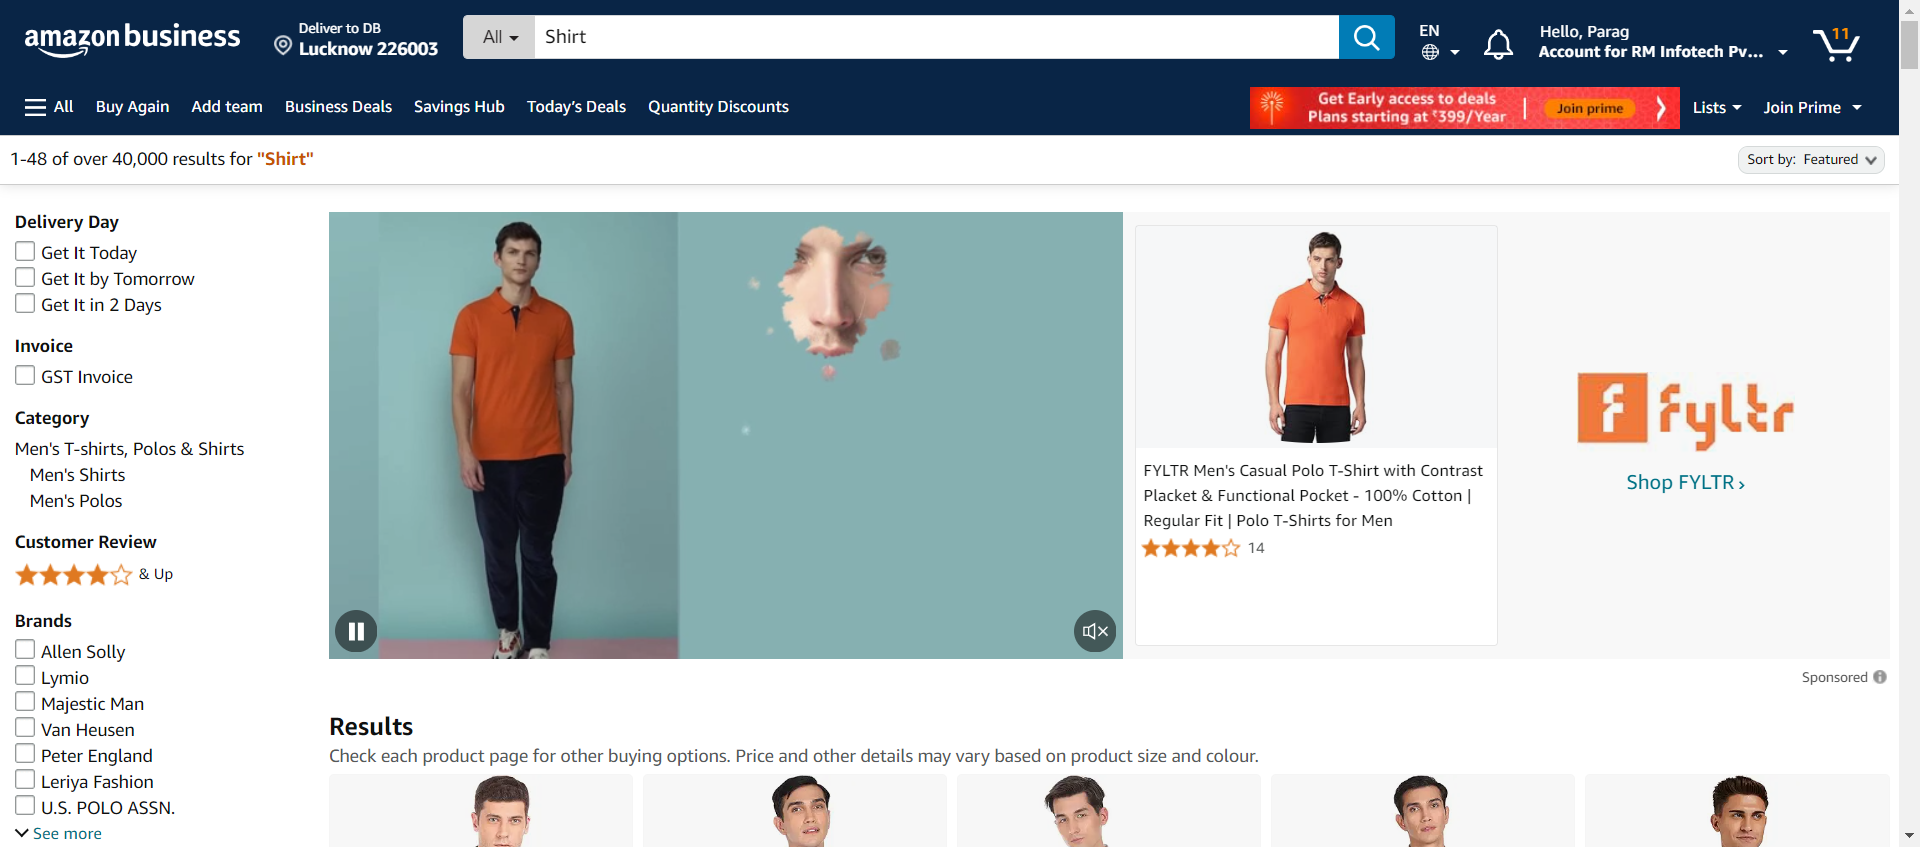 amazon business
Deliver to DB
Lucknow 226003
All
Shirt
EN
Hello, Parag
Account for RM Infotech Pv...
11
All
Buy Again
Add team
Business Deals
Savings Hub
Today's Deals
Quantity Discounts
Get Early access to deals
Plans starting at ₹399/Year
Join prime
Lists
Join Prime
1-48 of over 40,000 results for "Shirt"
Sort by: Featured
Delivery Day
Get It Today
Get It by Tomorrow
Get It in 2 Days
Invoice
GST Invoice
Category
Men's T-shirts, Polos & Shirts
Men's Shirts
Men's Polos
Customer Review
& Up
Brands
Allen Solly
Lymio
Majestic Man
Van Heusen
Peter England
Leriya Fashion
U.S. POLO ASSN.
See more
FYLTR Men's Casual Polo T-Shirt with Contrast
Placket & Functional Pocket - 100% Cotton |
Regular Fit | Polo T-Shirts for Men
14
f fyltr
Shop FYLTR ›
Sponsored
Results
Check each product page for other buying options. Price and other details may vary based on product size and colour.